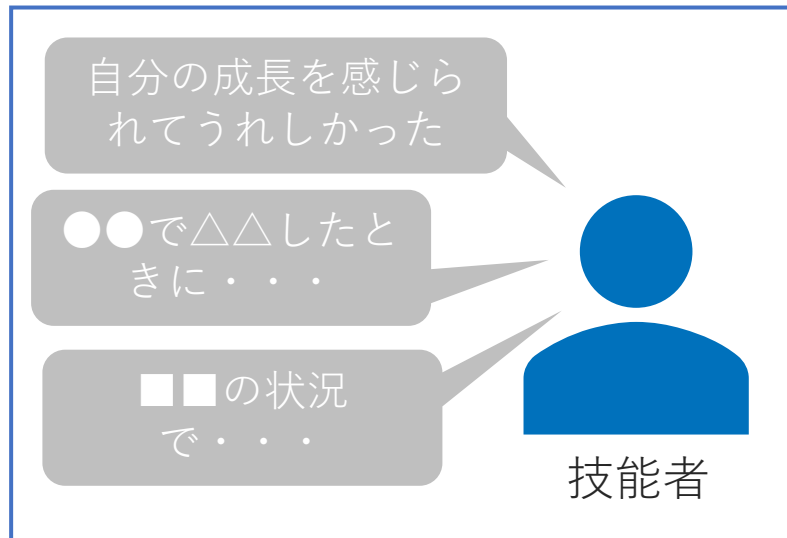 自分の成長を感じら
れてうれしかった
●●で△△したと
きに・・・
■■の状況
で・・・
技能者